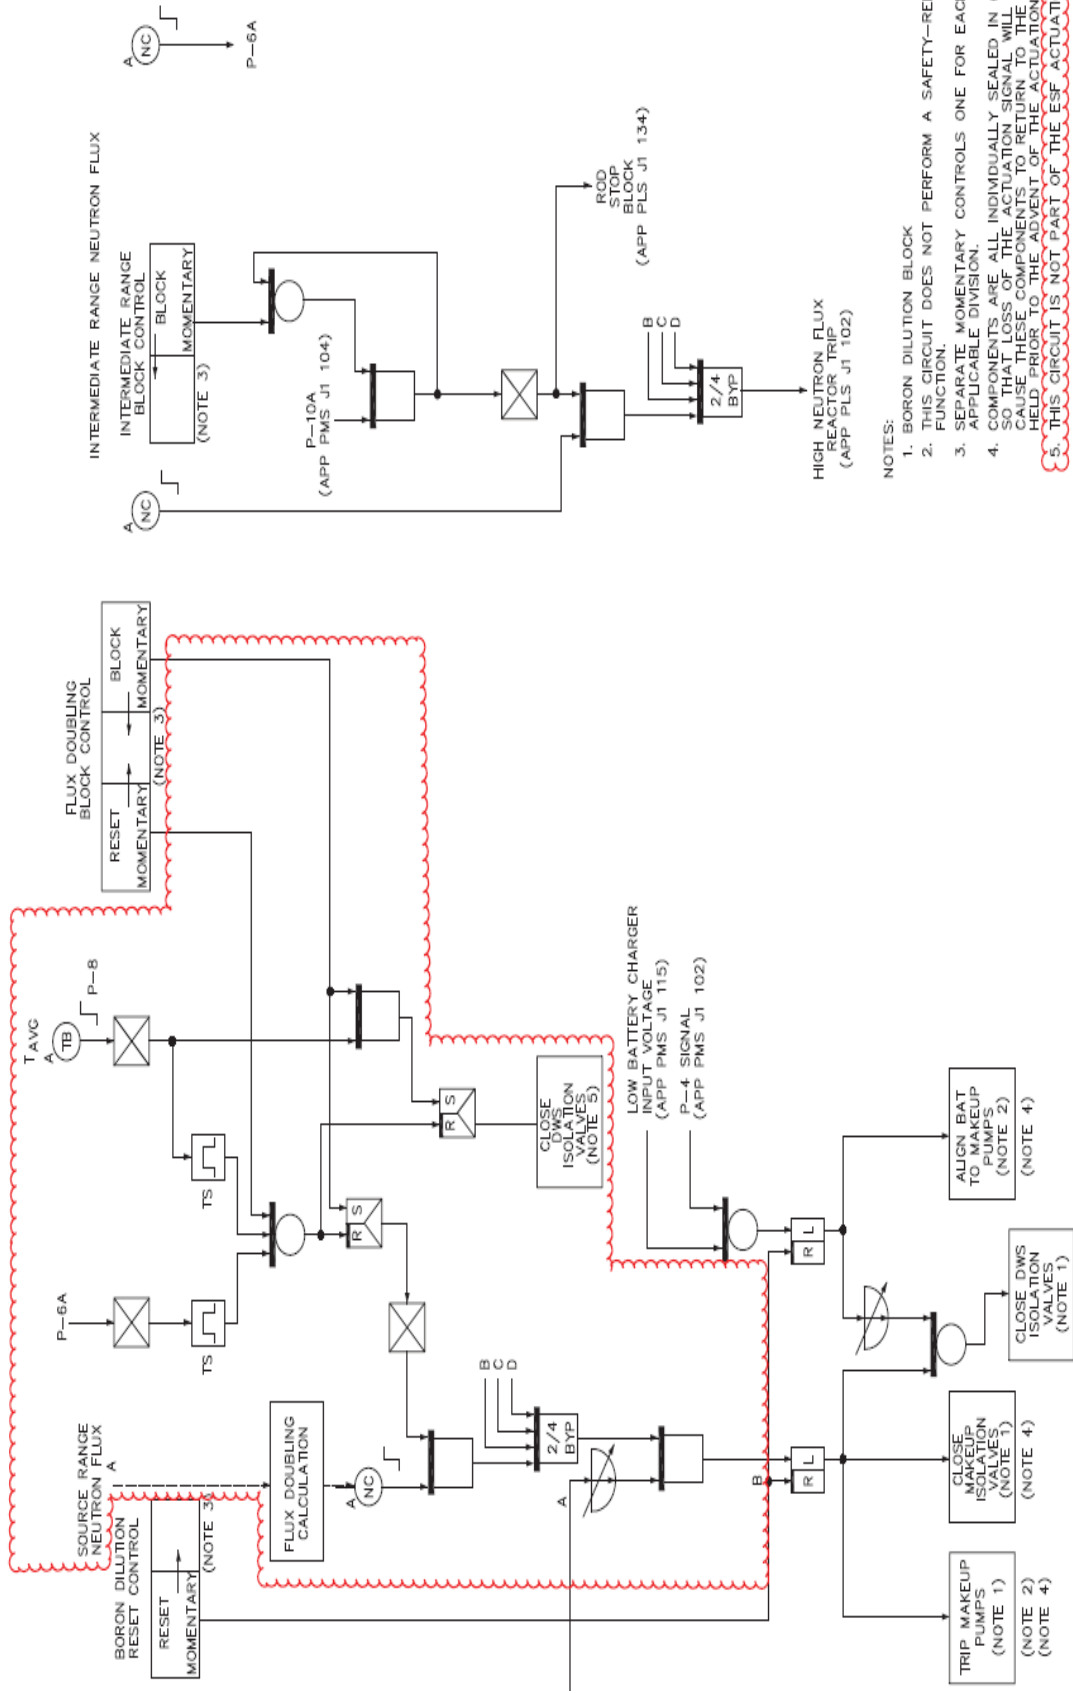 SOURCE RANGE
NEUTRON FLUX
A
BORON DILUTION
RESET CONTROL
RESET
MOMENTARY
(NOTE 3)
FLUX DOUBLING
CALCULATION
A
NC
P-6A
TS
T AVG
A
TB
P-8
TS
FLUX DOUBLING
BLOCK CONTROL
RESET
BLOCK
MOMENTARY
MOMENTARY
(NOTE 3)
R
S
R
S
CLOSE
DWS
ISOLATION
VALVES
(NOTE 5)
B
C
D
2/4
BYP
A
B
R
L
LOW BATTERY CHARGER
INPUT VOLTAGE
(APP PMS J1 115)
P-4 SIGNAL
(APP PMS J1 102)
R
L
TRIP MAKEUP
PUMPS
(NOTE 1)
(NOTE 2)
(NOTE 4)
CLOSE
MAKEUP
ISOLATION
VALVES
(NOTE 1)
(NOTE 4)
CLOSE DWS
ISOLATION
VALVES
(NOTE 1)
ALIGN BAT
TO MAKEUP
PUMPS
(NOTE 2)
(NOTE 4)
INTERMEDIATE RANGE NEUTRON FLUX
A
NC
INTERMEDIATE RANGE
BLOCK CONTROL
BLOCK
MOMENTARY
(NOTE 3)
A
NC
P-6A
P-10A
(APP PMS J1 104)
ROD
STOP
BLOCK
(APP PLS J1 134)
B
C
D
2/4
BYP
HIGH NEUTRON FLUX
REACTOR TRIP
(APP PLS J1 102)
NOTES:
1. BORON DILUTION BLOCK
2. THIS CIRCUIT DOES NOT PERFORM A SAFETY-REL
FUNCTION.
3. SEPARATE MOMENTARY CONTROLS ONE FOR EAC
APPLICABLE DIVISION.
4. COMPONENTS ARE ALL INDIVIDUALLY SEALED IN
SO THAT LOSS OF THE ACTUATION SIGNAL WILL
CAUSE THESE COMPONENTS TO RETURN TO THE
HELD PRIOR TO THE ADVENT OF THE ACTUATION
5. THIS CIRCUIT IS NOT PART OF THE ESF ACTUATI